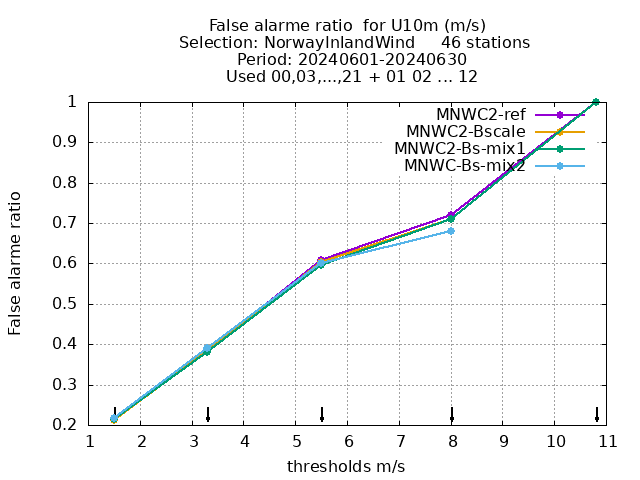 False alarme ratio  for U10m (m/s)
Selection: NorwayInlandWind     46 stations
Period: 20240601-20240630
Used 00,03,...,21 + 01 02 ... 12
MNWC2-ref
MNWC2-Bscale
MNWC2-Bs-mix1
MNWC-Bs-mix2
False alarme ratio
1
0.9
0.8
0.7
0.6
0.5
0.4
0.3
0.2
1 2 3 4 5 6 7 8 9 10 11
thresholds m/s